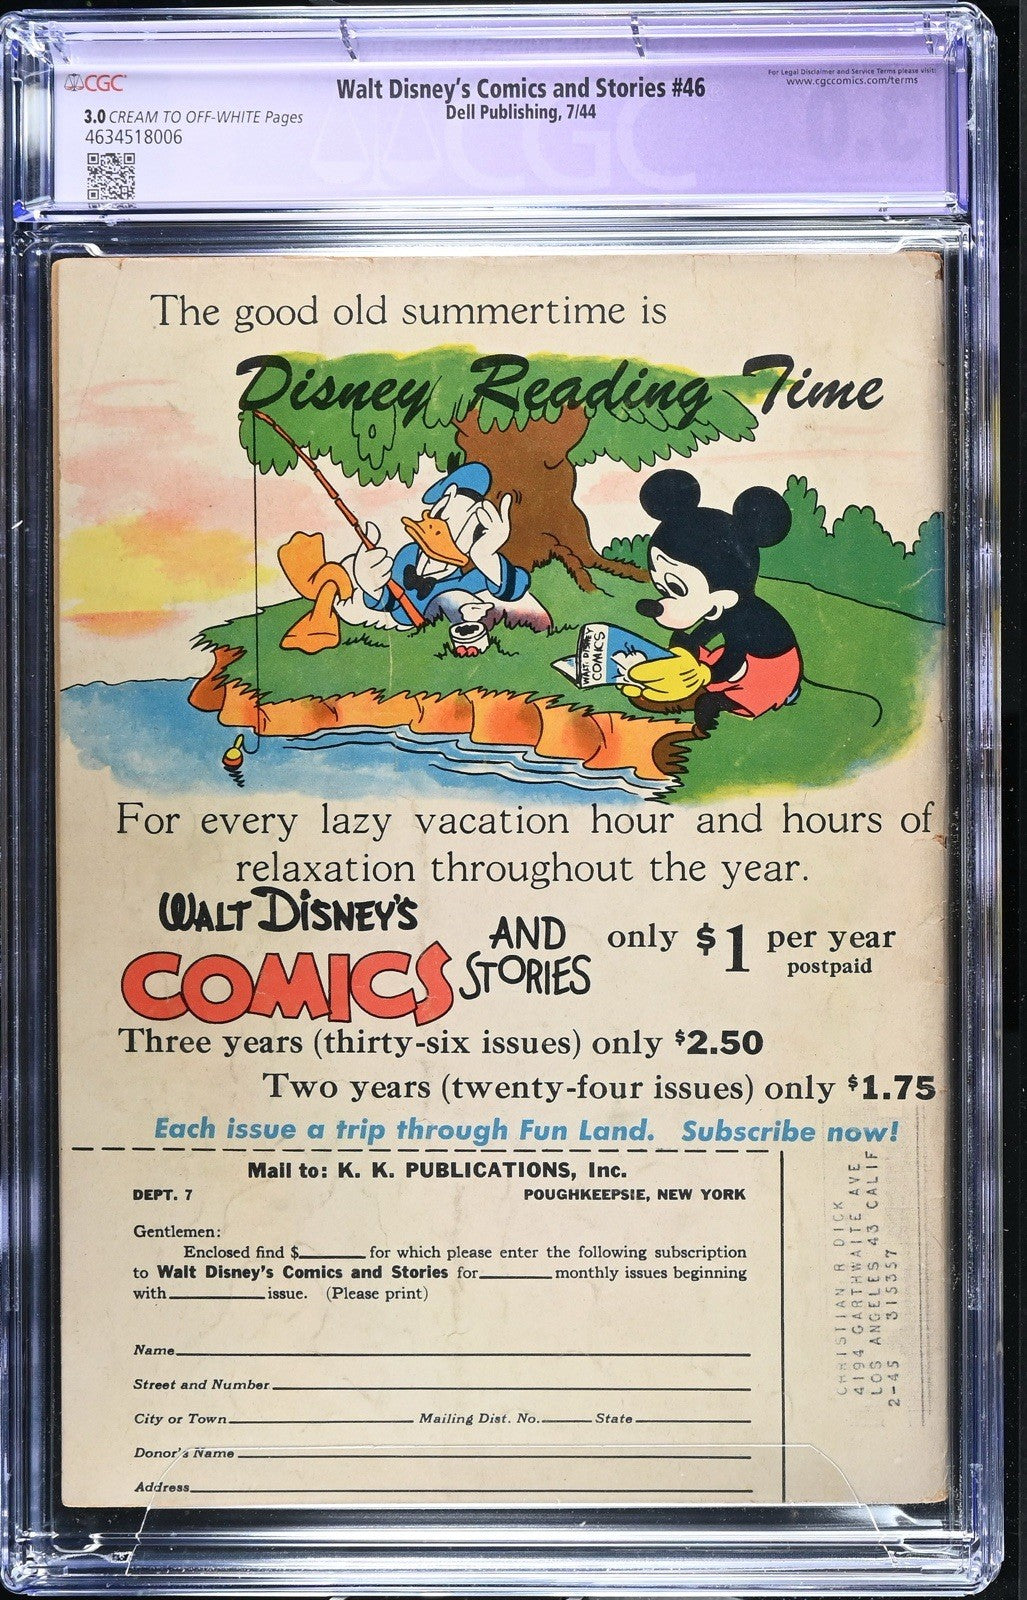 CGC
Walt Disney's Comics and Stories #46
Dell Publishing, 7/44
For Legal Disclaimer and Service Terms please visit:
www.cgccomics.com/terms
3.0 CREAM TO OFF-WHITE Pages
4634518006
CGC
The good old summertime is
Disney Reading Time
WALT DISNEY
COMICS
For every lazy vacation hour and hours of
relaxation throughout the year.
WALT DISNEY'S
COMICS
AND
STORIES
only $1 per year
postpaid
Three years (thirty-six issues) only $2.50
Two years (twenty-four issues) only $1.75
Each issue a trip through Fun Land. Subscribe now!
Mail to: K. K. PUBLICATIONS, Inc.
DEPT. 7 POUGHKEEPSIE, NEW YORK
Gentlemen:
Enclosed find $ for which please enter the following subscription
to Walt Disney's Comics and Stories for monthly issues beginning
with issue. (Please print)
Name
Street and Number
City or Town Mailing Dist. No. State
Donor's Name
Address
CHRISTIAN R DICK
4194 GARTHWAITE AVE
LOS ANGELES 43 CALIF
2-45 315357